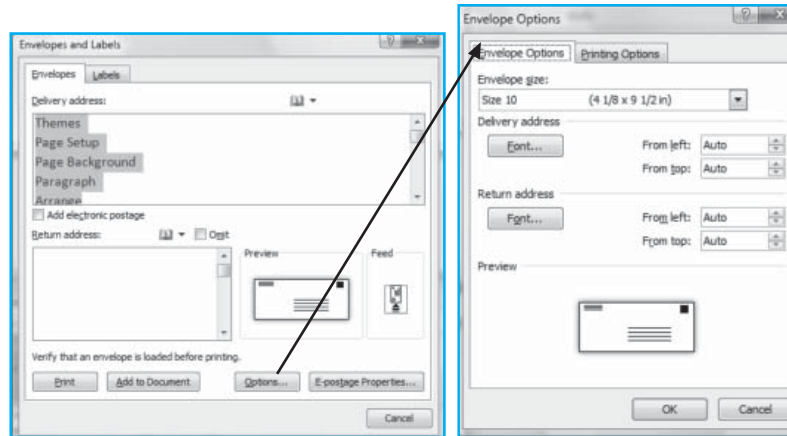 Envelopes and Labels
Envelopes Labels
Delivery address:
Themes
Page Setup
Page Background
Paragraph
Arrange
Add electronic postage
Return address:
Omit
Preview
Feed
Verify that an envelope is loaded before printing.
Print
Add to Document
Options...
E-postage Properties...
Cancel
Envelope Options
Envelope Options Printing Options
Envelope size:
Size 10 (4 1/8 x 9 1/2 in)
Delivery address
Font...
From left: Auto
From top: Auto
Return address
Font...
From left: Auto
From top: Auto
Preview
OK
Cancel